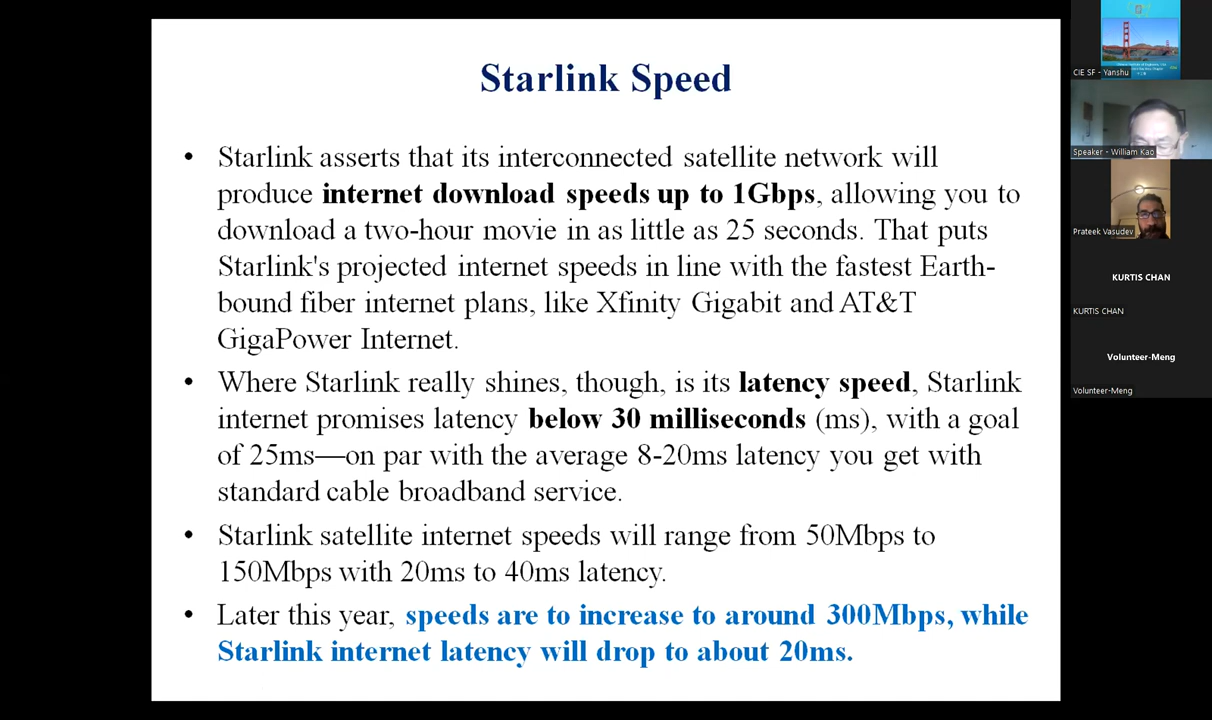 Starlink Speed
• Starlink asserts that its interconnected satellite network will
produce internet download speeds up to 1Gbps, allowing you to
download a two-hour movie in as little as 25 seconds. That puts
Starlink's projected internet speeds in line with the fastest Earth-
bound fiber internet plans, like Xfinity Gigabit and AT&T
GigaPower Internet.
• Where Starlink really shines, though, is its latency speed, Starlink
internet promises latency below 30 milliseconds (ms), with a goal
of 25ms—on par with the average 8-20ms latency you get with
standard cable broadband service.
• Starlink satellite internet speeds will range from 50Mbps to
150Mbps with 20ms to 40ms latency.
• Later this year, speeds are to increase to around 300Mbps, while
Starlink internet latency will drop to about 20ms.
CIE SF - Yanshu
Speaker - William Kao
Prateek Vasudev
KURTIS CHAN
KURTIS CHAN
Volunteer-Meng
Volunteer-Meng